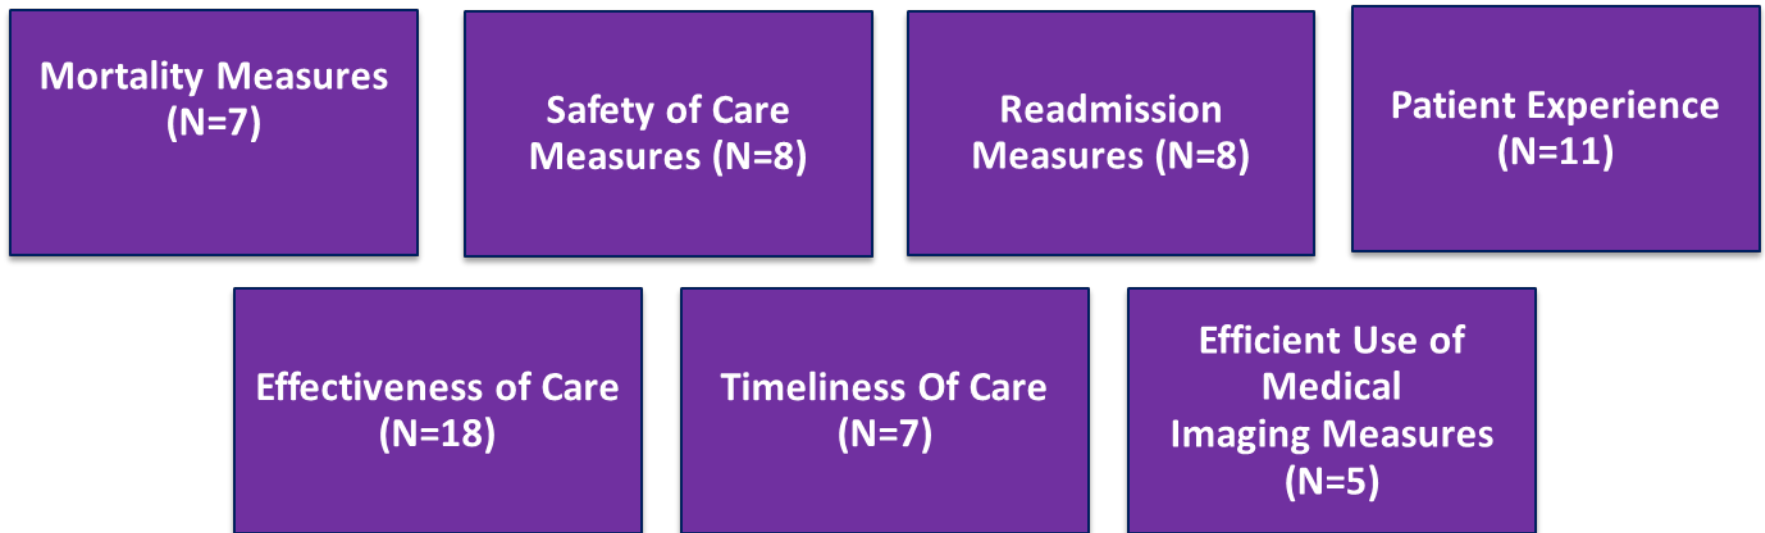 Mortality Measures
(N=7)
Safety of Care
Measures (N=8)
Readmission
Measures (N=8)
Patient Experience
(N=11)
Effectiveness of Care
(N=18)
Timeliness Of Care
(N=7)
Efficient Use of
Medical
Imaging Measures
(N=5)